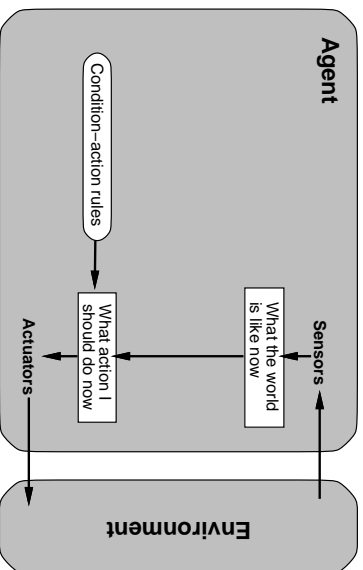 Agent
Sensors
What the world
is like now
Condition−action rules
What action I
should do now
Actuators
Environment